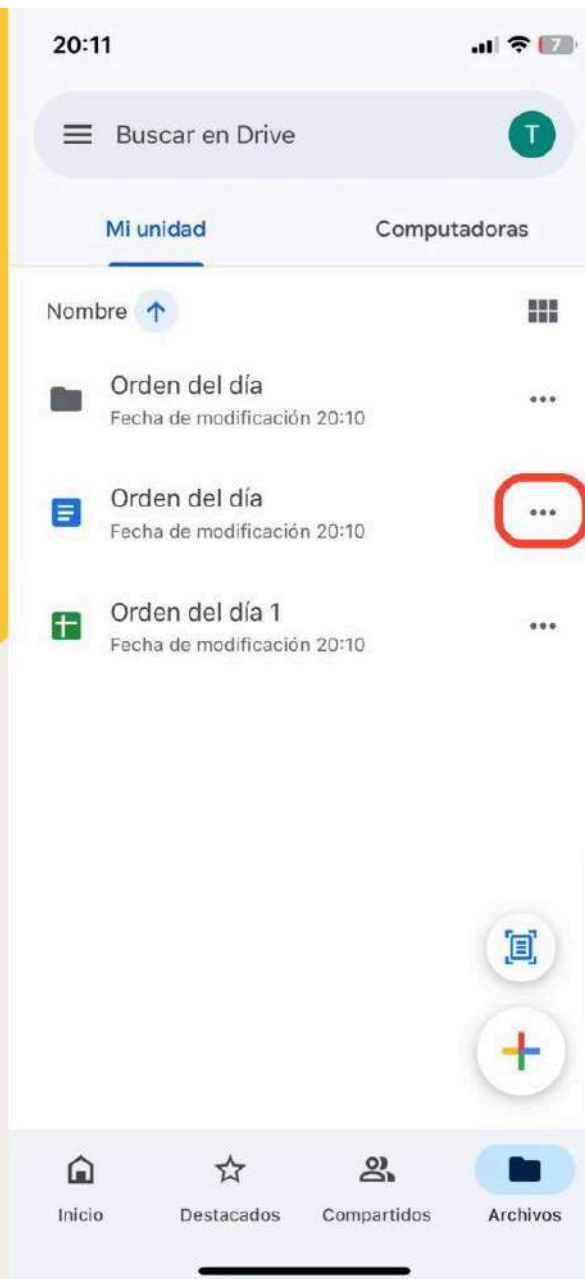 20:11
7
Buscar en Drive
T
Mi unidad
Computadoras
Nombre
Orden del día
Fecha de modificación 20:10
Orden del día
Fecha de modificación 20:10
Orden del día 1
Fecha de modificación 20:10
Inicio
Destacados
Compartidos
Archivos